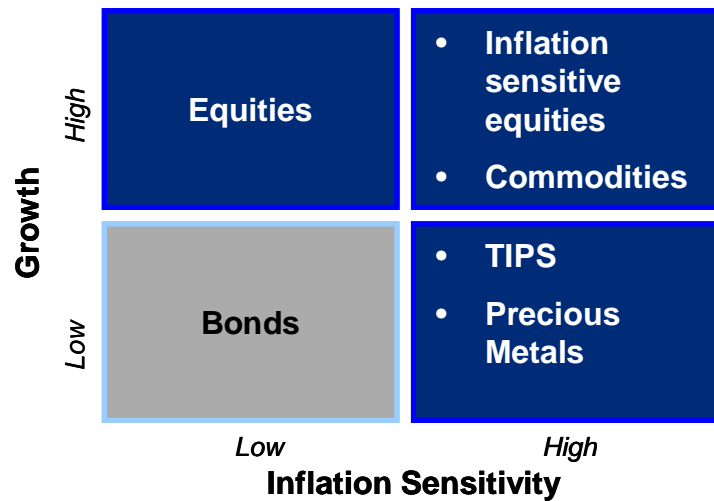 Growth
High
Equities
• Inflation
sensitive
equities
• Commodities
Low
Bonds
• TIPS
• Precious
Metals
Low
High
Inflation Sensitivity